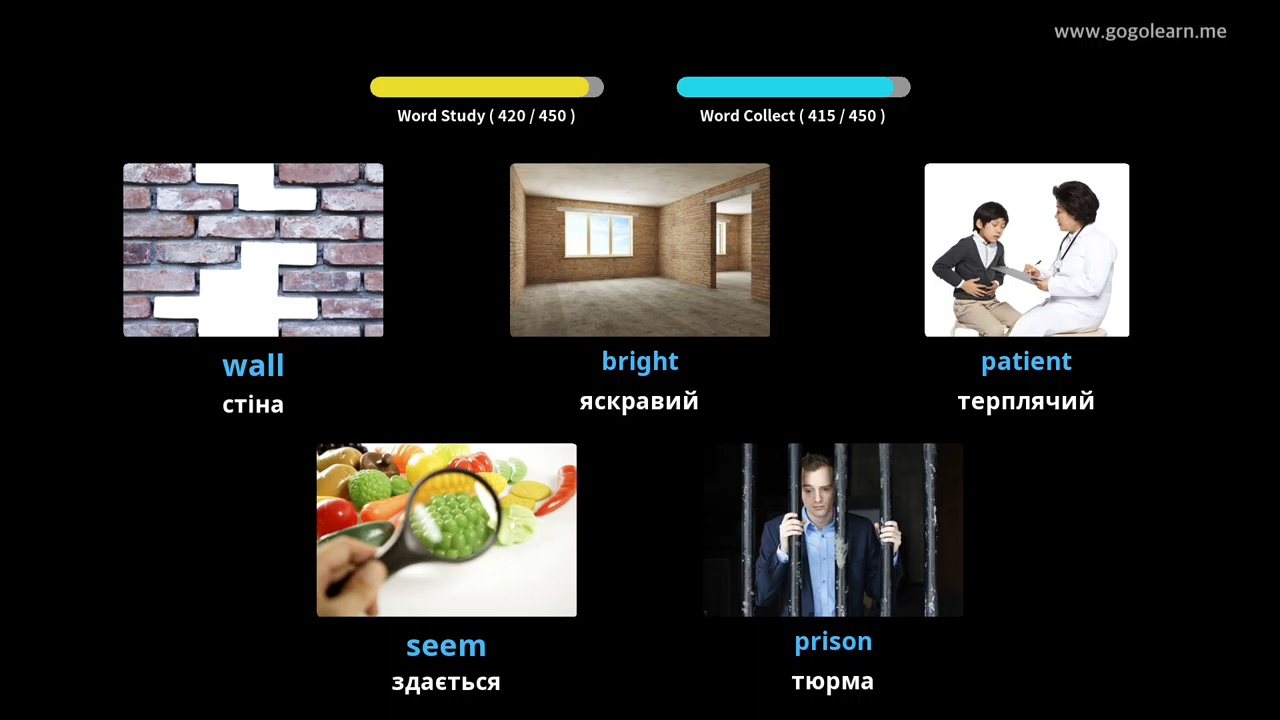 www.gogolearn.me
Word Study ( 420 / 450 )
Word Collect ( 415 / 450 )
wall
стіна
bright
яскравий
patient
терплячий
seem
здається
prison
тюрма